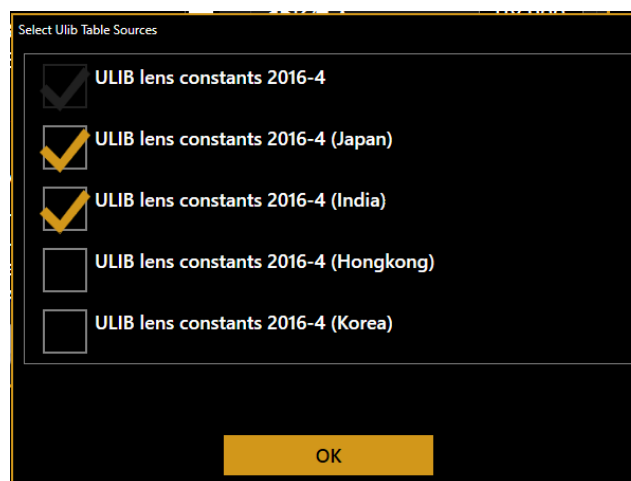 Select Ulib Table Sources
ULIB lens constants 2016-4
ULIB lens constants 2016-4 (Japan)
ULIB lens constants 2016-4 (India)
ULIB lens constants 2016-4 (Hongkong)
ULIB lens constants 2016-4 (Korea)
OK